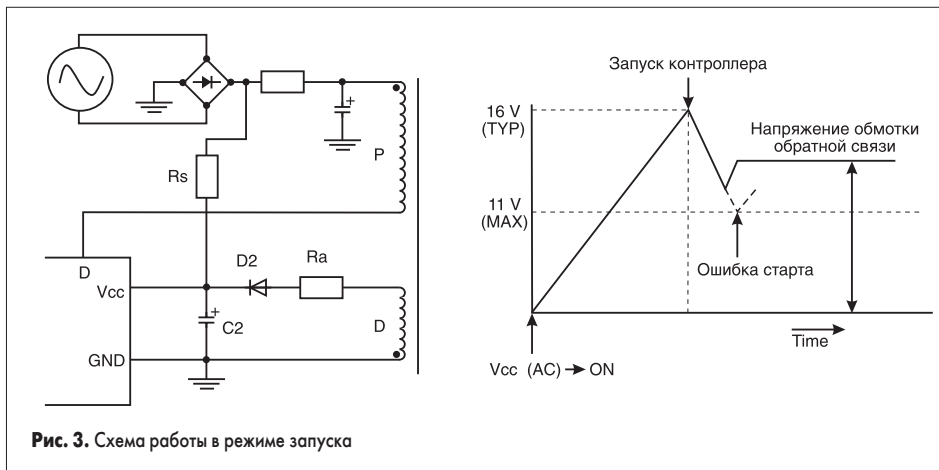 Rs
P
D
Vcc
D2
Ra
C2
D
GND
Запуск контроллера
16 V
(TYP)
Напряжение обмотки
обратной связи
11 V
(MAX)
Ошибка старта
Time
Vcc (AC) → ON
Рис. 3. Схема работы в режиме запуска